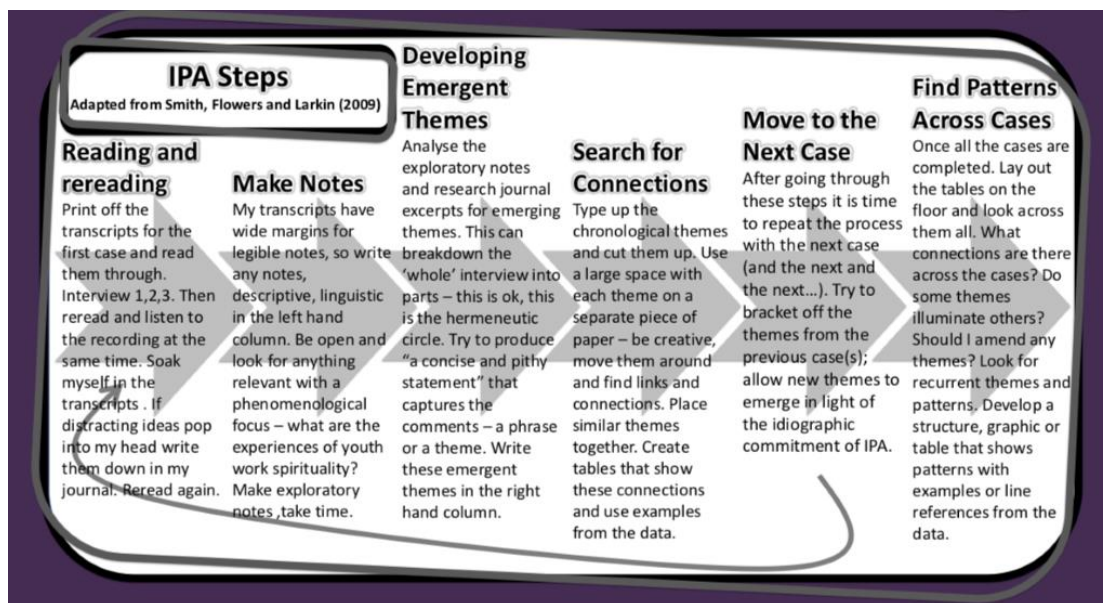 IPA Steps
Adapted from Smith, Flowers and Larkin (2009)
Reading and
rereading
Print off the
transcripts for the
first case and read
them through.
Interview 1,2,3. Then
reread and listen to
the recording at the
same time. Soak
myself in the
transcripts . If
distracting ideas pop
into my head write
them down in my
journal. Reread again.
Make Notes
My transcripts have
wide margins for
legible notes, so write
any notes,
descriptive, linguistic
in the left hand
column. Be open and
look for anything
relevant with a
phenomenological
focus – what are the
experiences of youth
work spirituality?
Make exploratory
notes ,take time.
Developing
Emergent
Themes
Analyse the
exploratory notes
and research journal
excerpts for emerging
themes. This can
breakdown the
‘whole’ interview into
parts – this is ok, this
is the hermeneutic
circle. Try to produce
“a concise and pithy
statement” that
captures the
comments – a phrase
or a theme. Write
these emergent
themes in the right
hand column.
Search for
Connections
Type up the
chronological themes
and cut them up. Use
a large space with
each theme on a
separate piece of
paper – be creative,
move them around
and find links and
connections. Place
similar themes
together. Create
tables that show
these connections
and use examples
from the data.
Move to the
Next Case
After going through
these steps it is time
to repeat the process
with the next case
(and the next and
the next...). Try to
bracket off the
themes from the
previous case(s);
allow new themes to
emerge in light of
the idiographic
commitment of IPA.
Find Patterns
Across Cases
Once all the cases are
completed. Lay out
the tables on the
floor and look across
them all. What
connections are there
across the cases? Do
some themes
illuminate others?
Should I amend any
themes? Look for
recurrent themes and
patterns. Develop a
structure, graphic or
table that shows
patterns with
examples or line
references from the
data.